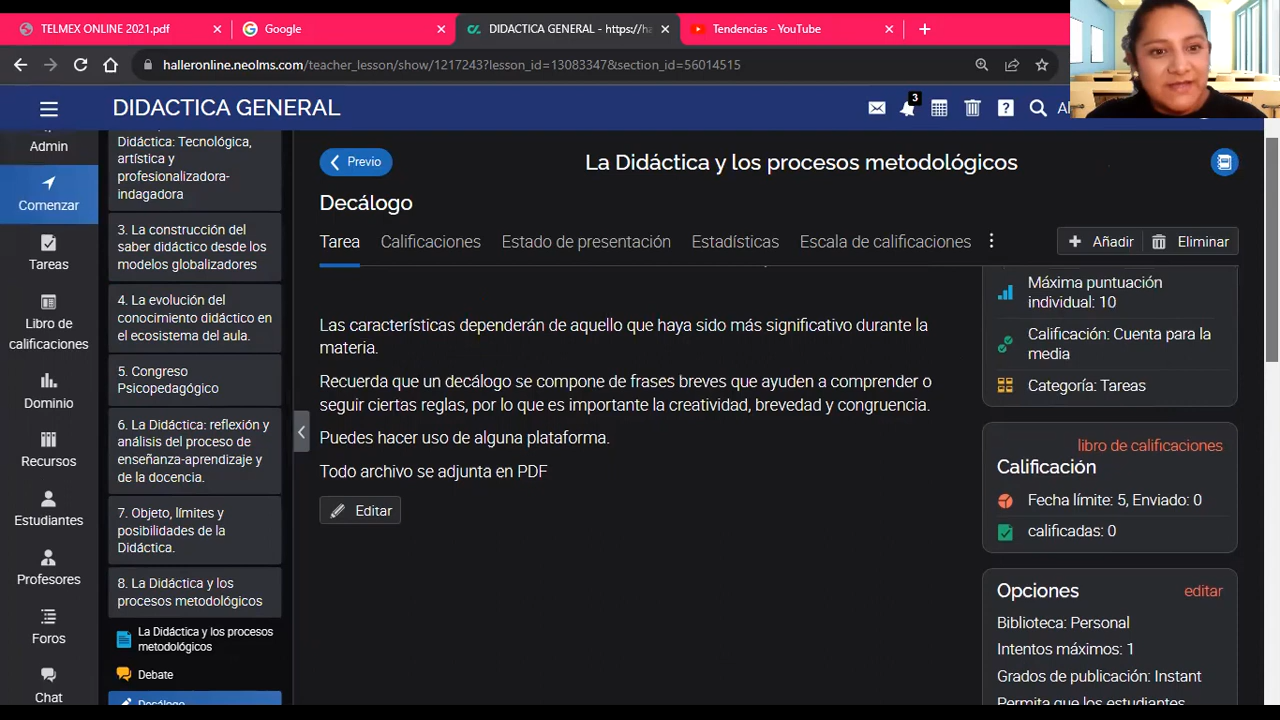 TELMEX ONLINE 2021.pdf
Google
DIDACTICA GENERAL - https://ha
Tendencias - YouTube
halleronline.neolms.com/teacher_lesson/show/1217243?lesson_id=13083347&section_id=56014515
DIDACTICA GENERAL
3
Admin
Comenzar
Tareas
Libro de
calificaciones
Dominio
Recursos
Estudiantes
Profesores
Foros
Chat
Didáctica: Tecnológica,
artística y
profesionalizadora-
indagadora
3. La construcción del
saber didáctico desde los
modelos globalizadores
4. La evolución del
conocimiento didáctico en
el ecosistema del aula.
5. Congreso
Psicopedagógico
6. La Didáctica: reflexión y
análisis del proceso de
enseñanza-aprendizaje y
de la docencia.
7. Objeto, límites y
posibilidades de la
Didáctica.
8. La Didáctica y los
procesos metodológicos
La Didáctica y los procesos
metodológicos
Debate
Decálogo
Previo
La Didáctica y los procesos metodológicos
Decálogo
Tarea Calificaciones Estado de presentación Estadísticas Escala de calificaciones
Añadir Eliminar
Las características dependerán de aquello que haya sido más significativo durante la
materia.
Recuerda que un decálogo se compone de frases breves que ayuden a comprender o
seguir ciertas reglas, por lo que es importante la creatividad, brevedad y congruencia.
Puedes hacer uso de alguna plataforma.
Todo archivo se adjunta en PDF
Editar
Máxima puntuación
individual: 10
Calificación: Cuenta para la
media
Categoría: Tareas
libro de calificaciones
Calificación
Fecha límite: 5, Enviado: 0
calificadas: 0
Opciones editar
Biblioteca: Personal
Intentos máximos: 1
Grados de publicación: Instant
Permita que los estudiantes